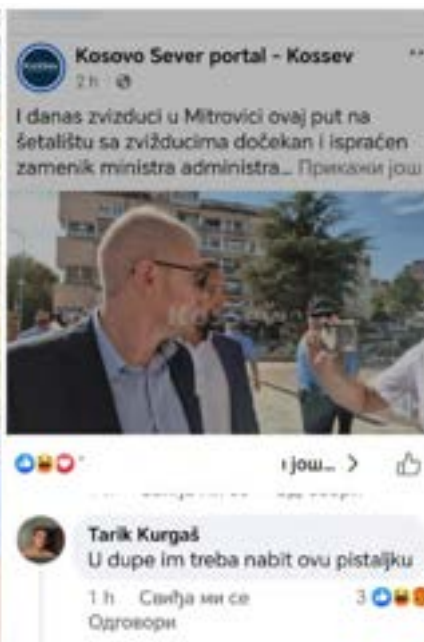 Kosovo Sever portal - Kossev
2 h
I danas zvizduci u Mitrovici ovaj put na
šetalištu sa zvižducima dočekan i ispraćen
zamenik ministra administra... Прикажи још
još... >
Tarik Kurgaš
U dupe im treba nabit ovu pistaljku
1 h Свиђа ми се 3
Одговори